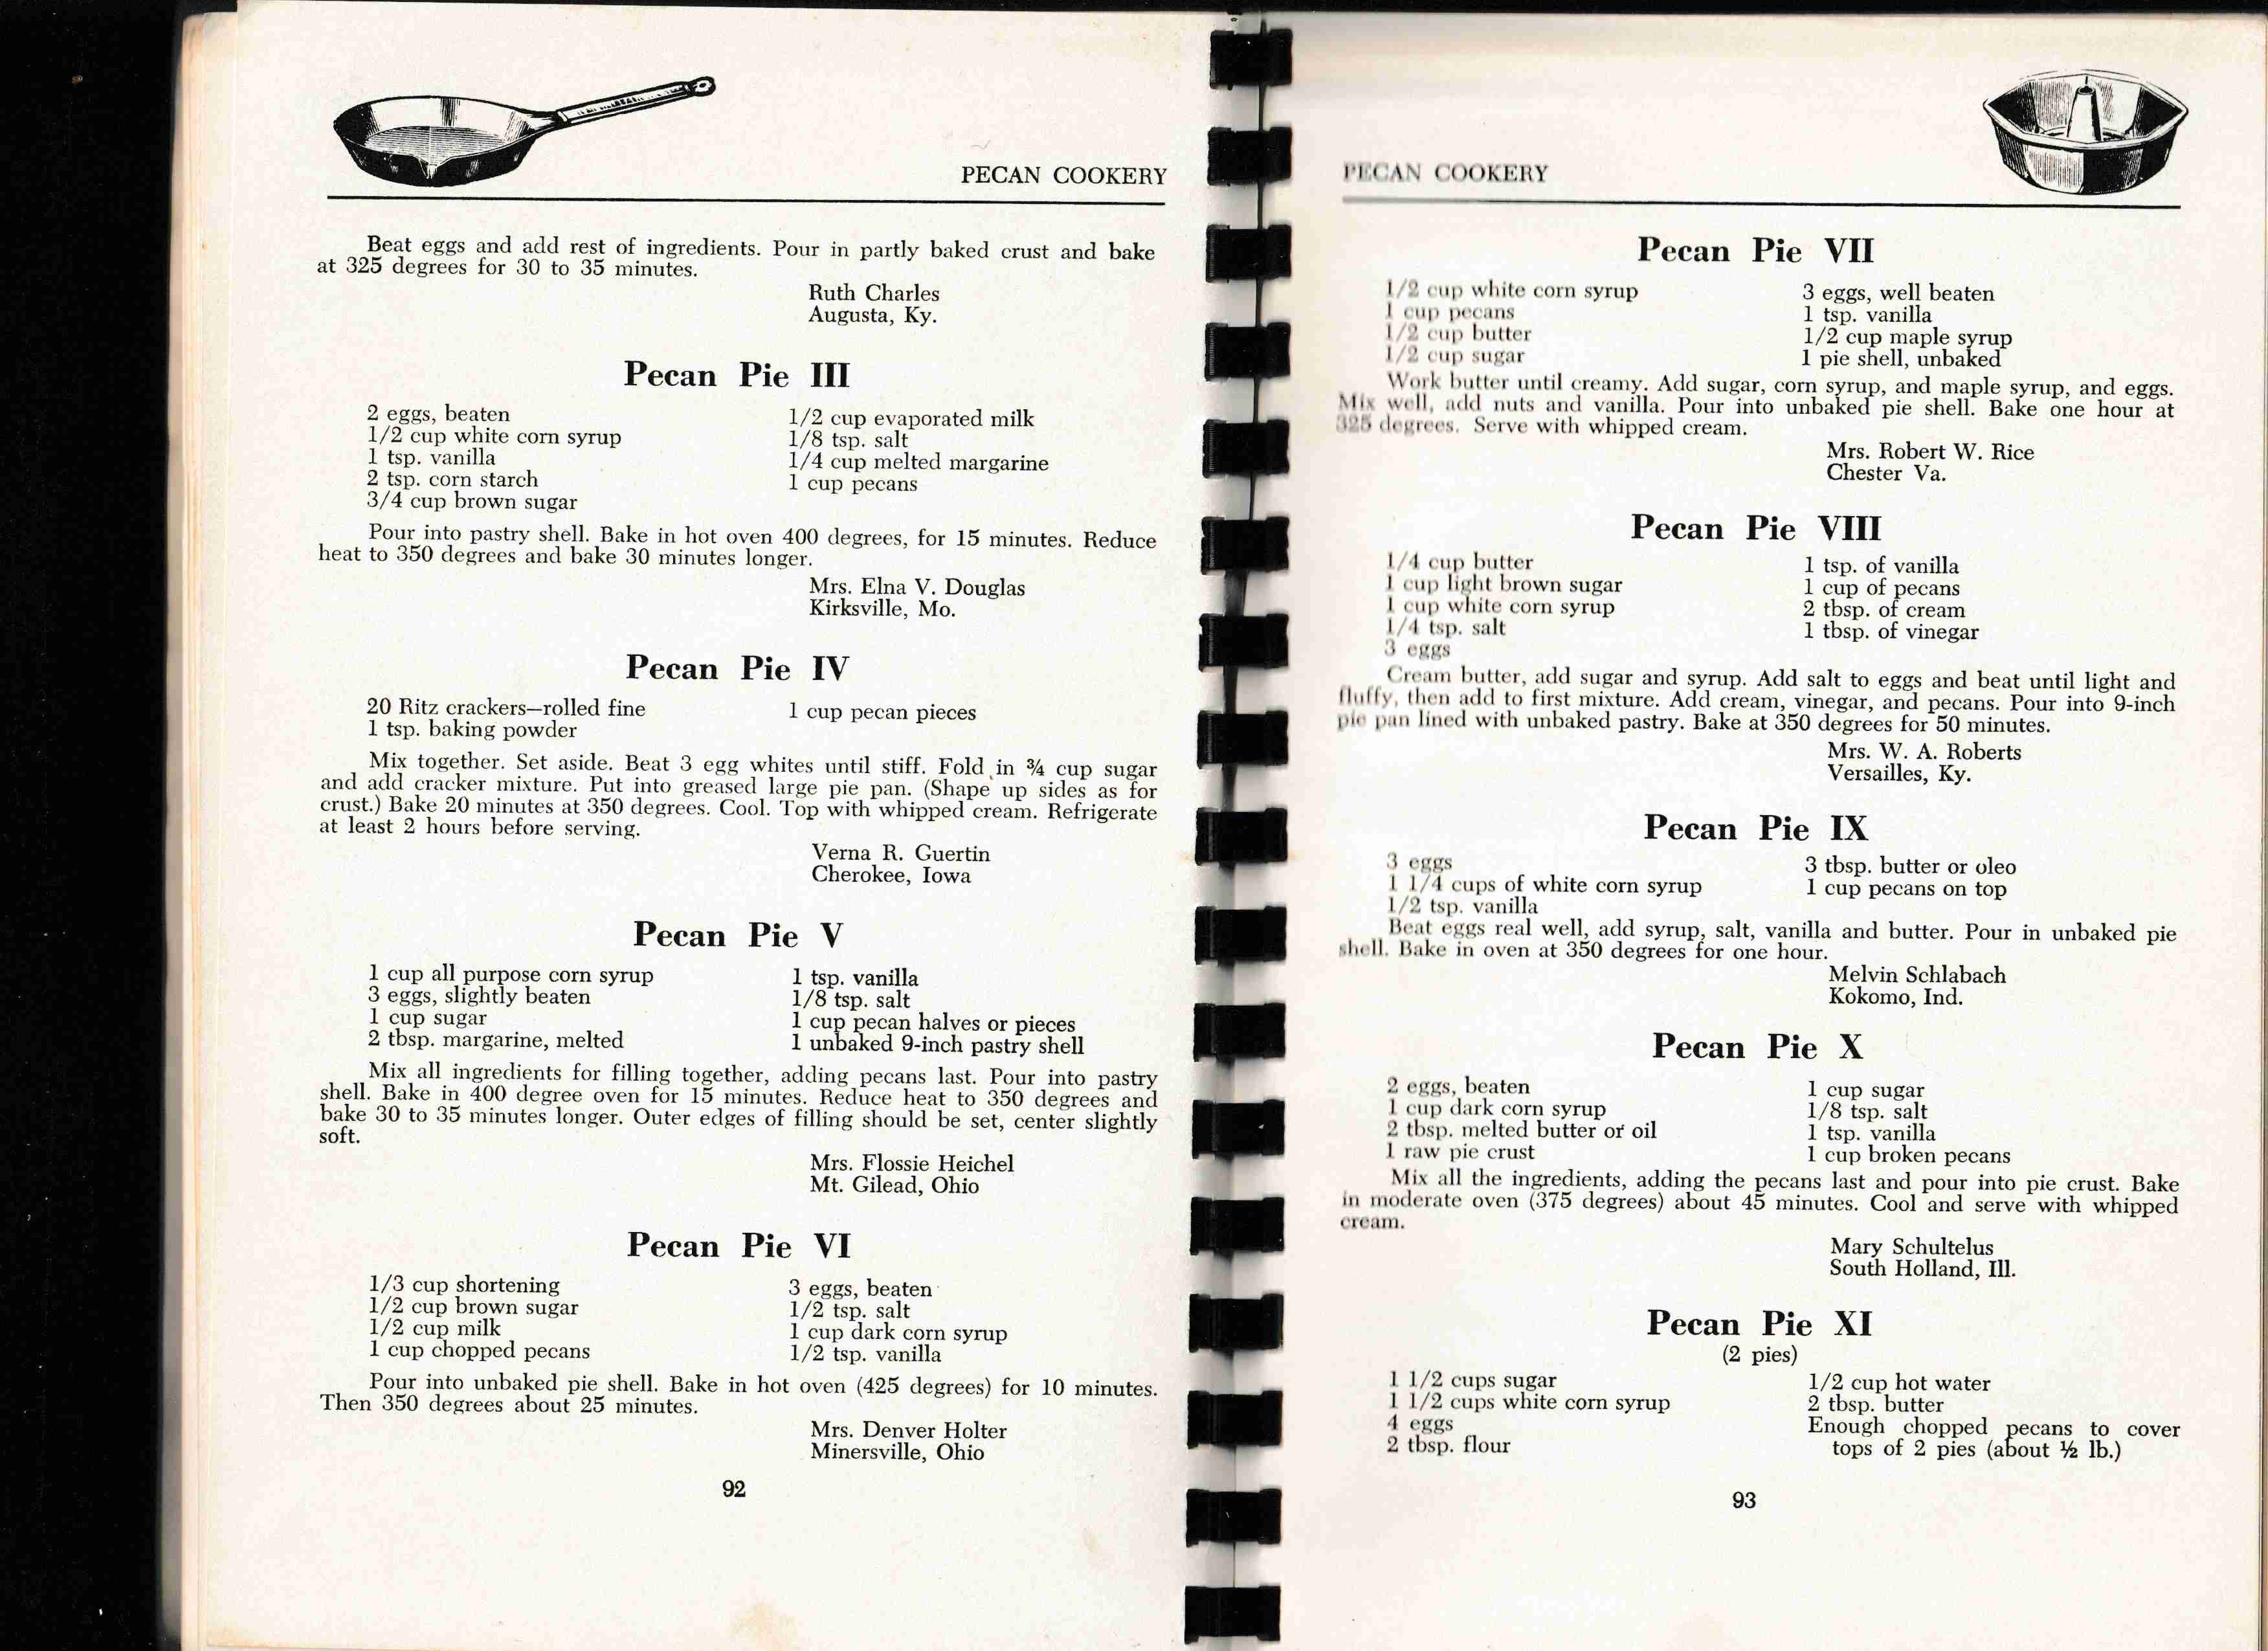 PECAN COOKERY
Beat eggs and add rest of ingredients. Pour in partly baked crust and bake
at 325 degrees for 30 to 35 minutes.
Ruth Charles
Augusta, Ky.
Pecan Pie III
2 eggs, beaten
1/2 cup white corn syrup
1 tsp. vanilla
2 tsp. corn starch
3/4 cup brown sugar
1/2 cup evaporated milk
1/8 tsp. salt
1/4 cup melted margarine
1 cup pecans
Pour into pastry shell. Bake in hot oven 400 degrees, for 15 minutes. Reduce
heat to 350 degrees and bake 30 minutes longer.
Mrs. Elna V. Douglas
Kirksville, Mo.
Pecan Pie IV
20 Ritz crackers—rolled fine
1 tsp. baking powder
1 cup pecan pieces
Mix together. Set aside. Beat 3 egg whites until stiff. Fold in ¾ cup sugar
and add cracker mixture. Put into greased large pie pan. (Shape up sides as for
crust.) Bake 20 minutes at 350 degrees. Cool. Top with whipped cream. Refrigerate
at least 2 hours before serving.
Verna R. Guertin
Cherokee, Iowa
Pecan Pie V
1 cup all purpose corn syrup
3 eggs, slightly beaten
1 cup sugar
2 tbsp. margarine, melted
1 tsp. vanilla
1/8 tsp. salt
1 cup pecan halves or pieces
1 unbaked 9-inch pastry shell
Mix all ingredients for filling together, adding pecans last. Pour into pastry
shell. Bake in 400 degree oven for 15 minutes. Reduce heat to 350 degrees and
bake 30 to 35 minutes longer. Outer edges of filling should be set, center slightly
soft.
Mrs. Flossie Heichel
Mt. Gilead, Ohio
Pecan Pie VI
1/3 cup shortening
1/2 cup brown sugar
1/2 cup milk
1 cup chopped pecans
3 eggs, beaten
1/2 tsp. salt
1 cup dark corn syrup
1/2 tsp. vanilla
Pour into unbaked pie shell. Bake in hot oven (425 degrees) for 10 minutes.
Then 350 degrees about 25 minutes.
Mrs. Denver Holter
Minersville, Ohio
92
PECAN COOKERY
Pecan Pie VII
1/2 cup white corn syrup
1 cup pecans
1/2 cup butter
1/2 cup sugar
3 eggs, well beaten
1 tsp. vanilla
1/2 cup maple syrup
1 pie shell, unbaked
Work butter until creamy. Add sugar, corn syrup, and maple syrup, and eggs.
Mix well, add nuts and vanilla. Pour into unbaked pie shell. Bake one hour at
325 degrees. Serve with whipped cream.
Mrs. Robert W. Rice
Chester Va.
Pecan Pie VIII
1/4 cup butter
1 cup light brown sugar
1 cup white corn syrup
1/4 tsp. salt
3 eggs
1 tsp. of vanilla
1 cup of pecans
2 tbsp. of cream
1 tbsp. of vinegar
Cream butter, add sugar and syrup. Add salt to eggs and beat until light and
fluffy, then add to first mixture. Add cream, vinegar, and pecans. Pour into 9-inch
pie pan lined with unbaked pastry. Bake at 350 degrees for 50 minutes.
Mrs. W. A. Roberts
Versailles, Ky.
Pecan Pie IX
3 eggs
1 1/4 cups of white corn syrup
1/2 tsp. vanilla
3 tbsp. butter or oleo
1 cup pecans on top
Beat eggs real well, add syrup, salt, vanilla and butter. Pour in unbaked pie
shell. Bake in oven at 350 degrees for one hour.
Melvin Schlabach
Kokomo, Ind.
Pecan Pie X
2 eggs, beaten
1 cup dark corn syrup
2 tbsp. melted butter or oil
1 raw pie crust
1 cup sugar
1/8 tsp. salt
1 tsp. vanilla
1 cup broken pecans
Mix all the ingredients, adding the pecans last and pour into pie crust. Bake
in moderate oven (375 degrees) about 45 minutes. Cool and serve with whipped
cream.
Mary Schultelus
South Holland, Ill.
Pecan Pie XI
(2 pies)
1 1/2 cups sugar
1 1/2 cups white corn syrup
4 eggs
2 tbsp. flour
1/2 cup hot water
2 tbsp. butter
Enough chopped pecans to cover
tops of 2 pies (about ½ lb.)
93